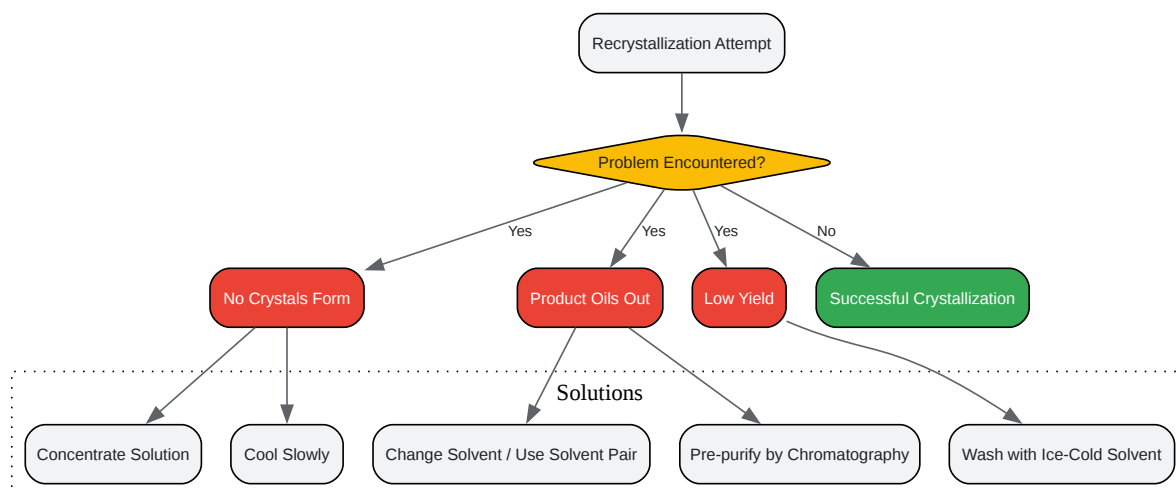 Recrystallization Attempt
Problem Encountered?
Yes
Yes
Yes
No
No Crystals Form
Product Oils Out
Low Yield
Successful Crystallization
Solutions
Concentrate Solution
Cool Slowly
Change Solvent / Use Solvent Pair
Pre-purify by Chromatography
Wash with Ice-Cold Solvent